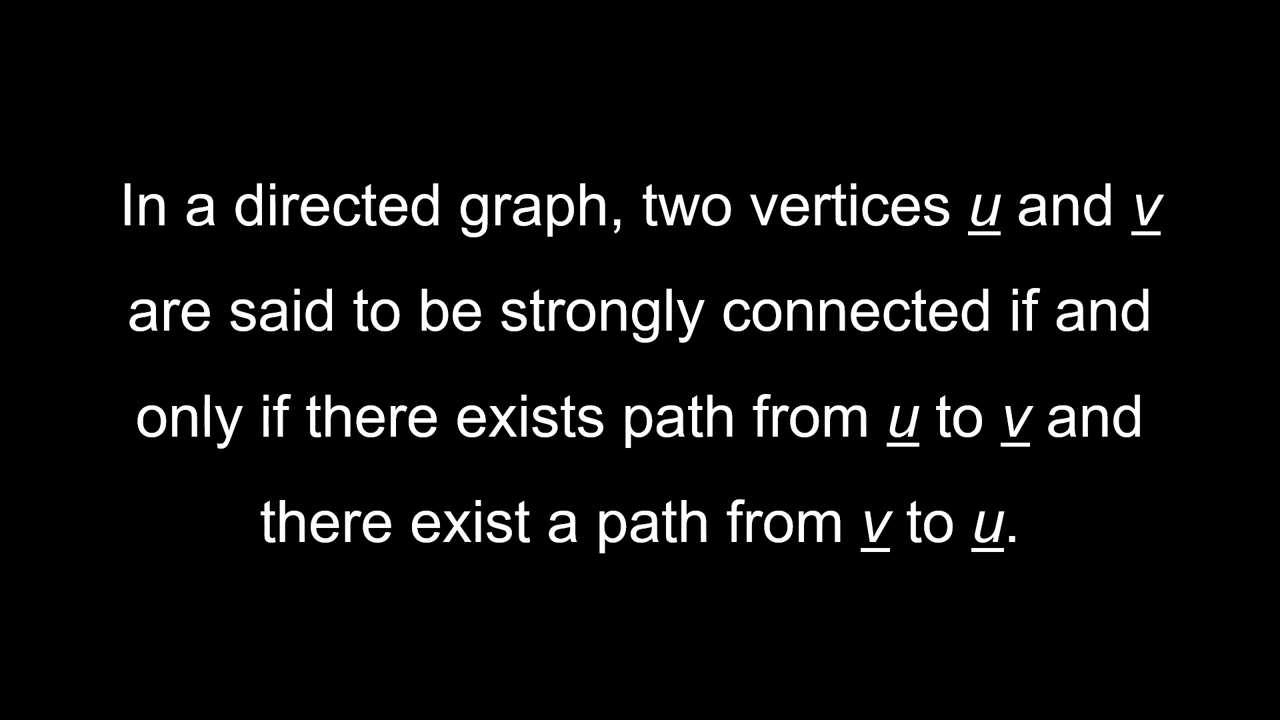 In a directed graph, two vertices u and v
are said to be strongly connected if and
only if there exists path from u to v and
there exist a path from v to u.